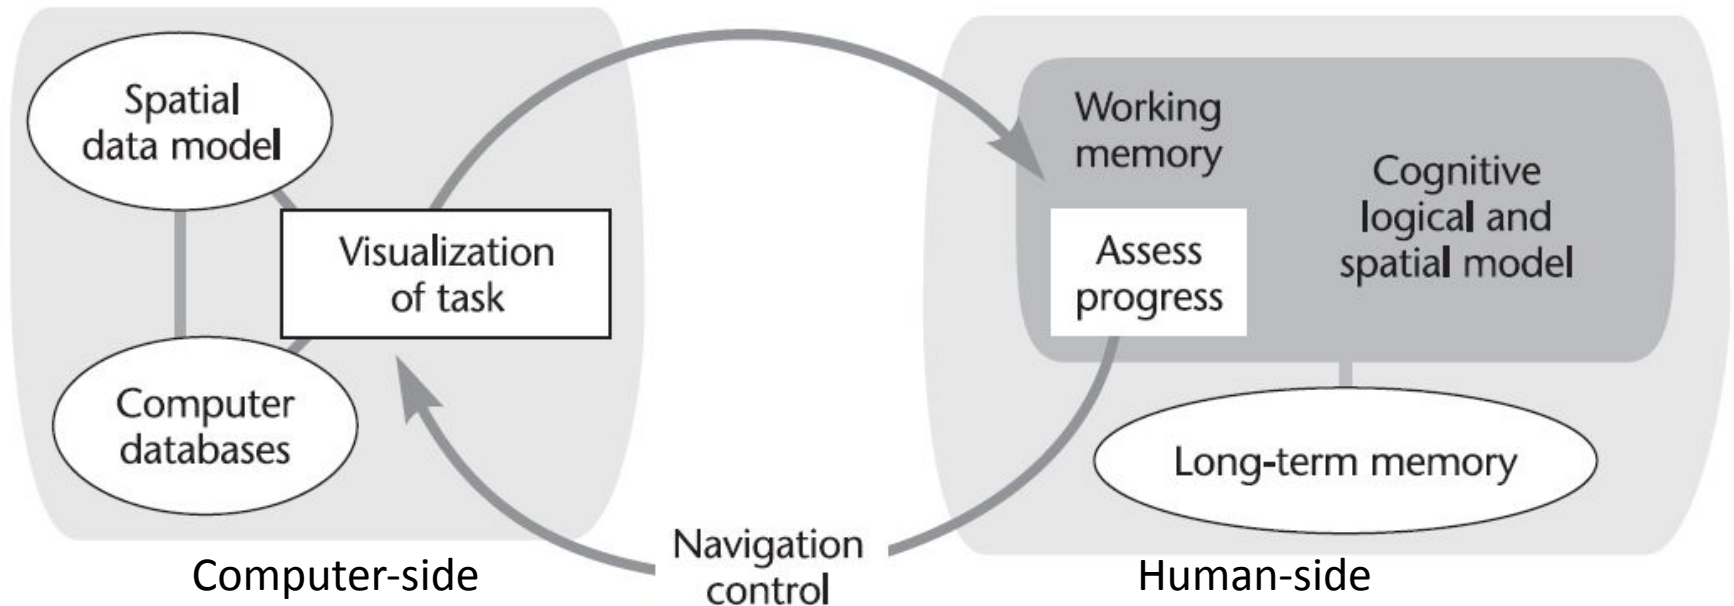 Spatial
data model
Visualization
of task
Computer
databases
Computer-side
Navigation
control
Working
memory
Cognitive
logical and
spatial model
Assess
progress
Long-term memory
Human-side